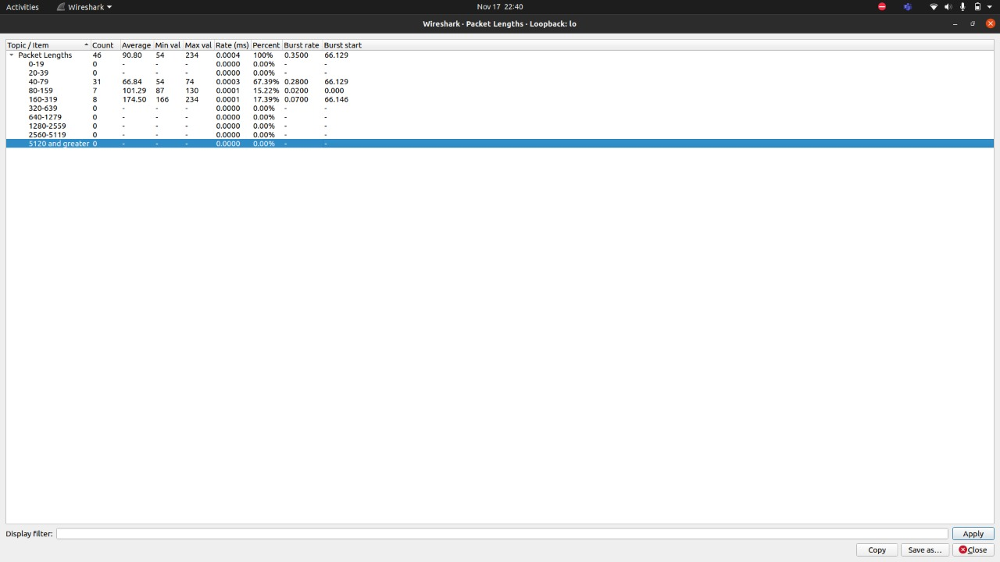 Activities Wireshark Nov 17 22:40
Wireshark · Packet Lengths · Loopback: lo
Topic / Item Count Average Min val Max val Rate (ms) Percent Burst rate Burst start
Packet Lengths 46 90.80 54 234 0.0004 100% 0.3500 66.129
0-19 0 - - - 0.0000 0.00% - -
20-39 0 - - - 0.0000 0.00% - -
40-79 31 66.84 54 74 0.0003 67.39% 0.2800 66.129
80-159 7 101.29 87 130 0.0001 15.22% 0.0200 0.000
160-319 8 174.50 166 234 0.0001 17.39% 0.0700 66.146
320-639 0 - - - 0.0000 0.00% - -
640-1279 0 - - - 0.0000 0.00% - -
1280-2559 0 - - - 0.0000 0.00% - -
2560-5119 0 - - - 0.0000 0.00% - -
5120 and greater 0 - - - 0.0000 0.00% - -
Display filter: Apply
Copy Save as... Close